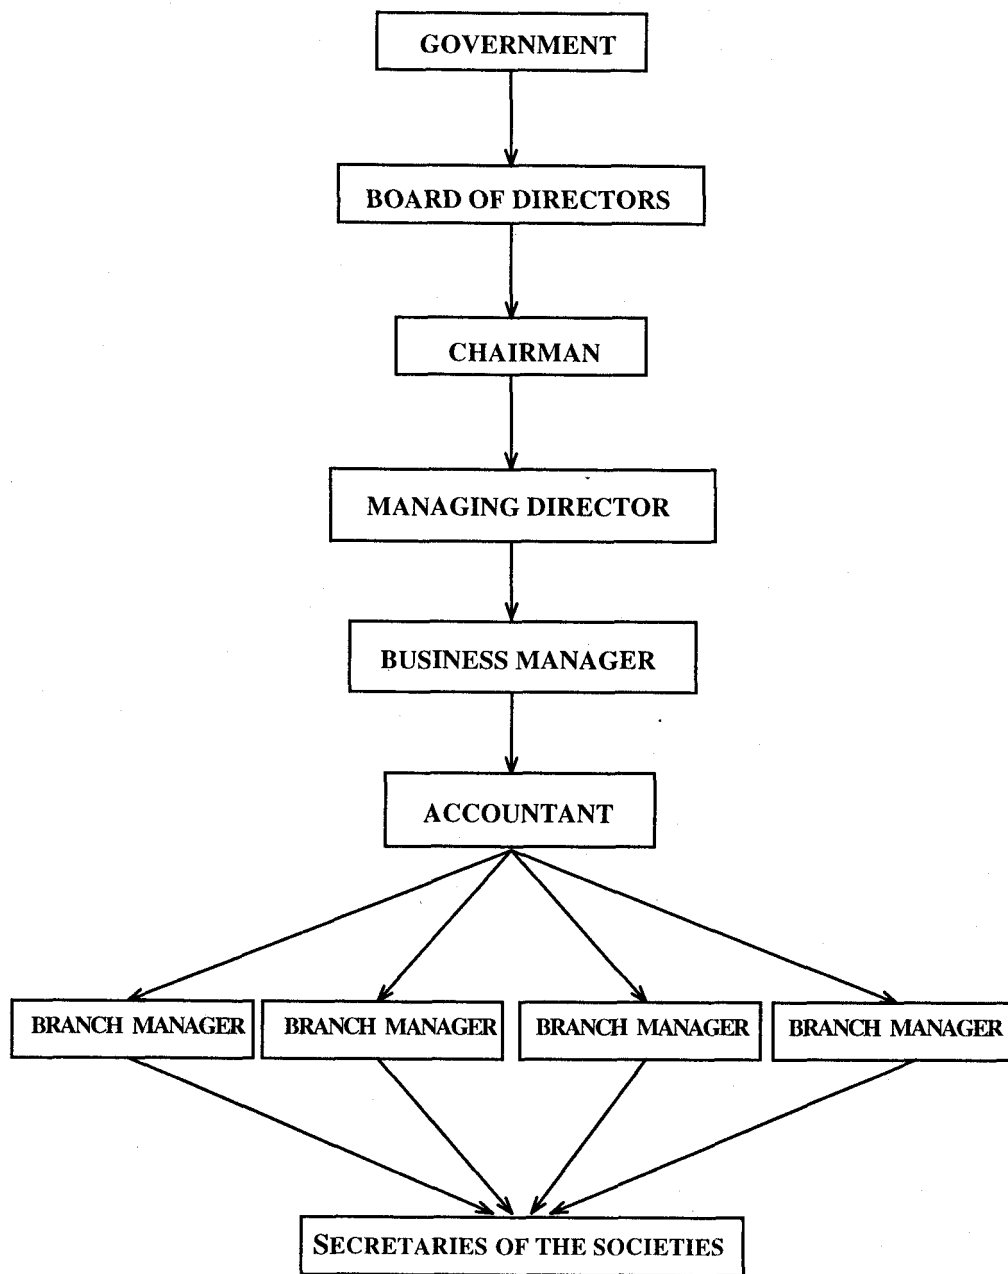 GOVERNMENT
BOARD OF DIRECTORS
CHAIRMAN
MANAGING DIRECTOR
BUSINESS MANAGER
ACCOUNTANT
BRANCH MANAGER
BRANCH MANAGER
BRANCH MANAGER
BRANCH MANAGER
SECRETARIES OF THE SOCIETIES